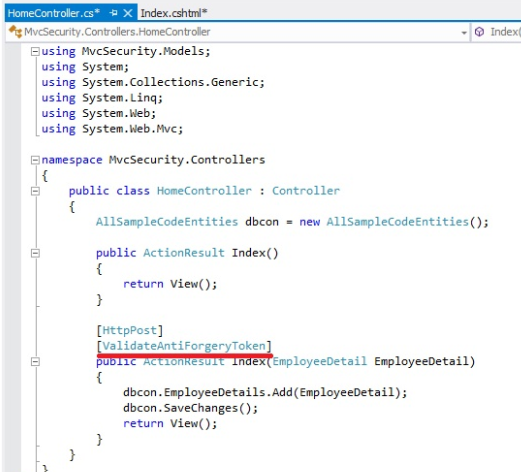 HomeController.cs* Index.cshtml*
MvcSecurity.Controllers.HomeController Index(
using MvcSecurity.Models;
using System;
using System.Collections.Generic;
using System.Linq;
using System.Web;
using System.Web.Mvc;
namespace MvcSecurity.Controllers
{
public class HomeController : Controller
{
AllSampleCodeEntities dbcon = new AllSampleCodeEntities();
public ActionResult Index()
{
return View();
}
[HttpPost]
[ValidateAntiForgeryToken]
public ActionResult Index(EmployeeDetail EmployeeDetail)
{
dbcon.EmployeeDetails.Add(EmployeeDetail);
dbcon.SaveChanges();
return View();
}
}
}